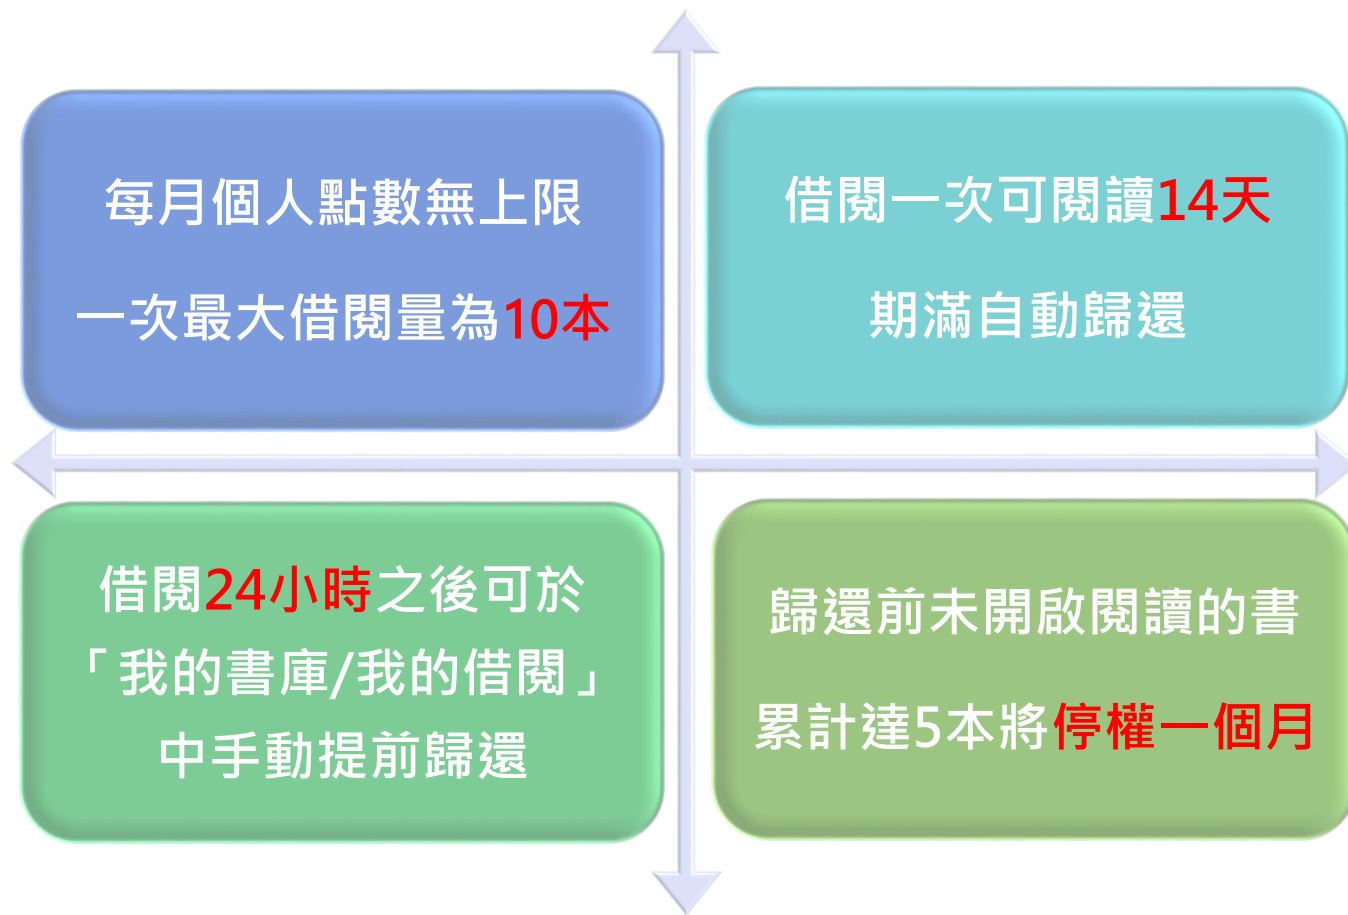 每月個人點數無上限
一次最大借閱量為10本
借閱一次可閱讀14天
期滿自動歸還
借閱24小時之後可於
「我的書庫/我的借閱」
中手動提前歸還
歸還前未開啟閱讀的書
累計達5本將停權一個月